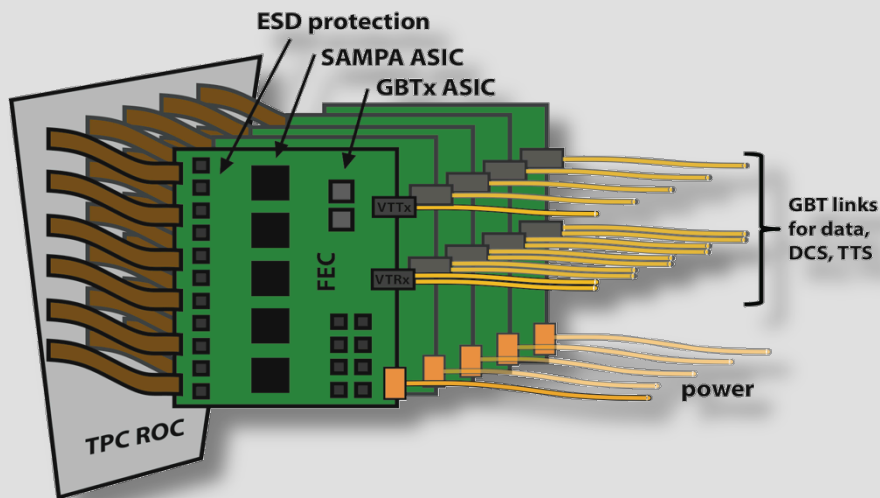 ESD protection
SAMPA ASIC
GBTx ASIC
VTTx
GBT links
for data,
DCS, TTS
FEC
VTRx
power
TPC ROC